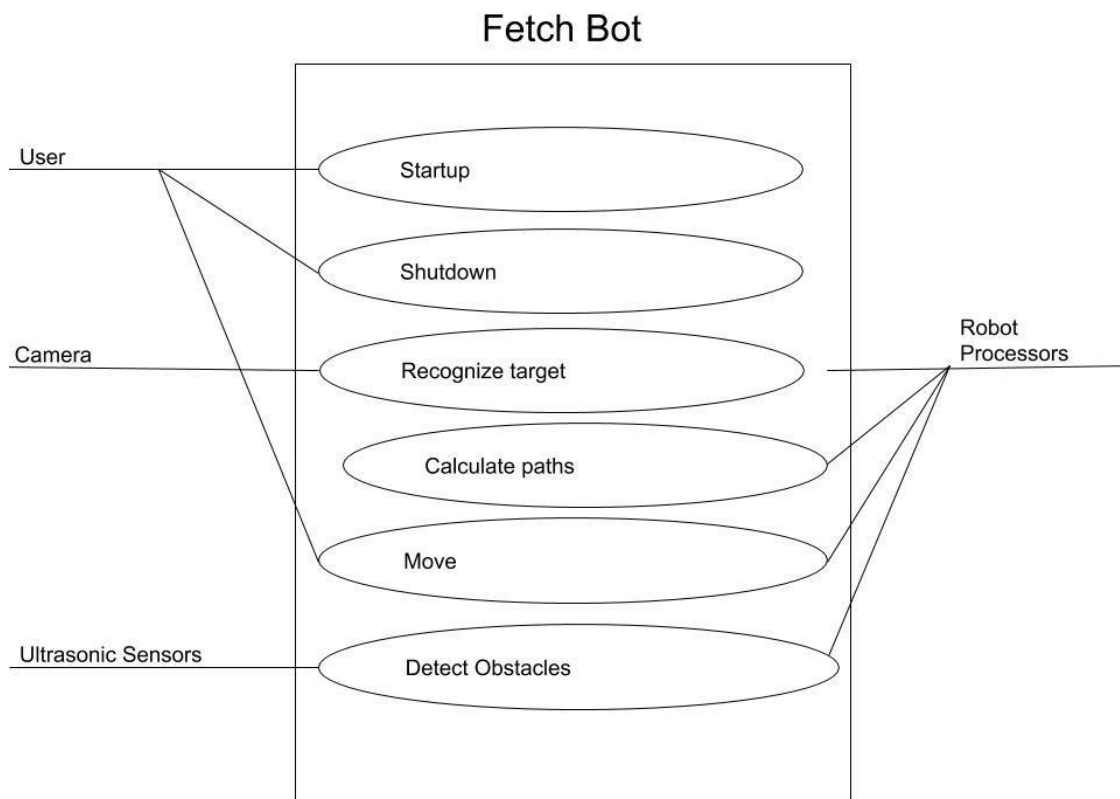 Fetch Bot
User
Startup
Shutdown
Camera
Recognize target
Robot
Processors
Calculate paths
Move
Ultrasonic Sensors
Detect Obstacles